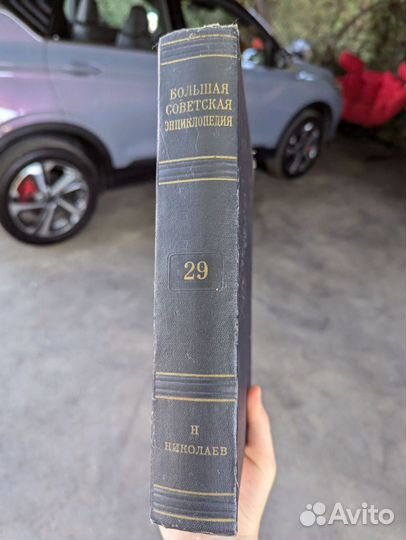 БОЛЬШАЯ
СОВЕТСКАЯ
ЭНЦИКЛОПЕДИЯ
29
Н
НИКОЛАЕВ
Avito